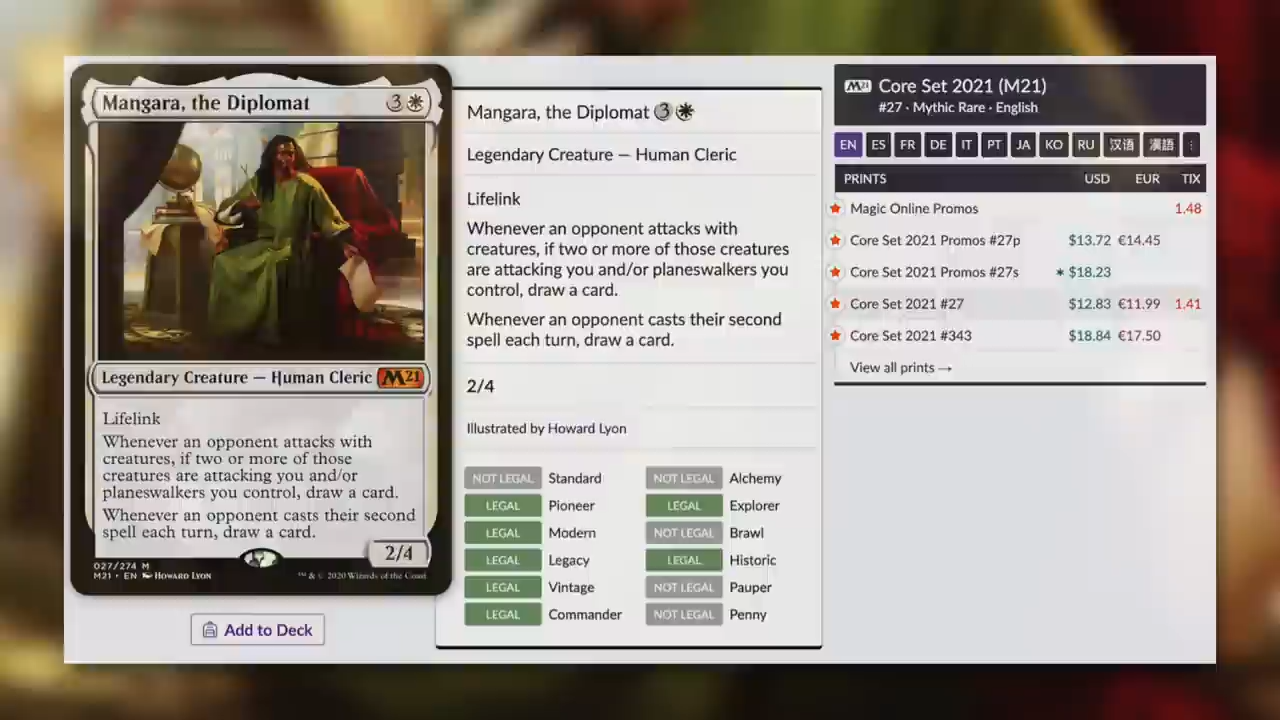 Mangara, the Diplomat 3
Legendary Creature — Human Cleric M21
Lifelink
Whenever an opponent attacks with
creatures, if two or more of those
creatures are attacking you and/or
planeswalkers you control, draw a card.
Whenever an opponent casts their second
spell each turn, draw a card.
2/4
027/274 M
M21 • EN Howard Lyon
™ & © 2020 Wizards of the Coast
Add to Deck
Mangara, the Diplomat 3
Legendary Creature — Human Cleric
Lifelink
Whenever an opponent attacks with
creatures, if two or more of those creatures
are attacking you and/or planeswalkers you
control, draw a card.
Whenever an opponent casts their second
spell each turn, draw a card.
2/4
Illustrated by Howard Lyon
NOT LEGAL Standard NOT LEGAL Alchemy
LEGAL Pioneer LEGAL Explorer
LEGAL Modern NOT LEGAL Brawl
LEGAL Legacy LEGAL Historic
LEGAL Vintage NOT LEGAL Pauper
LEGAL Commander NOT LEGAL Penny
M21 Core Set 2021 (M21)
#27 · Mythic Rare · English
EN ES FR DE IT PT JA KO RU 汉语 漢語 ⋮
PRINTS USD EUR TIX
Magic Online Promos 1.48
Core Set 2021 Promos #27p $13.72 €14.45
Core Set 2021 Promos #27s ✶ $18.23
Core Set 2021 #27 $12.83 €11.99 1.41
Core Set 2021 #343 $18.84 €17.50
View all prints →